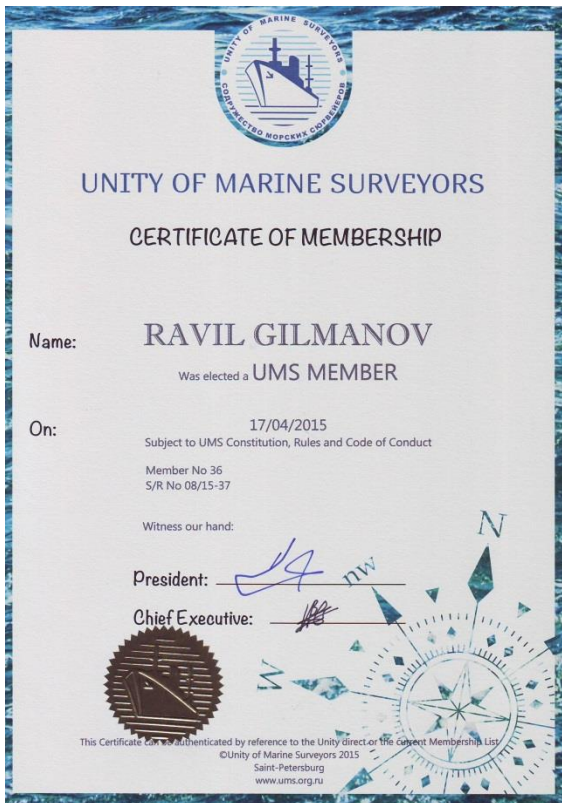 UNITY OF MARINE SURVEYORS
СОДРУЖЕСТВО МОРСКИХ СЮРВЕЙЕРОВ
UNITY OF MARINE SURVEYORS
CERTIFICATE OF MEMBERSHIP
Name: RAVIL GILMANOV
Was elected a UMS MEMBER
On: 17/04/2015
Subject to UMS Constitution, Rules and Code of Conduct
Member No 36
S/R No 08/15-37
Witness our hand:
N
nw
President:
Chief Executive:
W
This Certificate can be authenticated by reference to the Unity direct or the current Membership List
©Unity of Marine Surveyors 2015
Saint-Petersburg
www.ums.org.ru